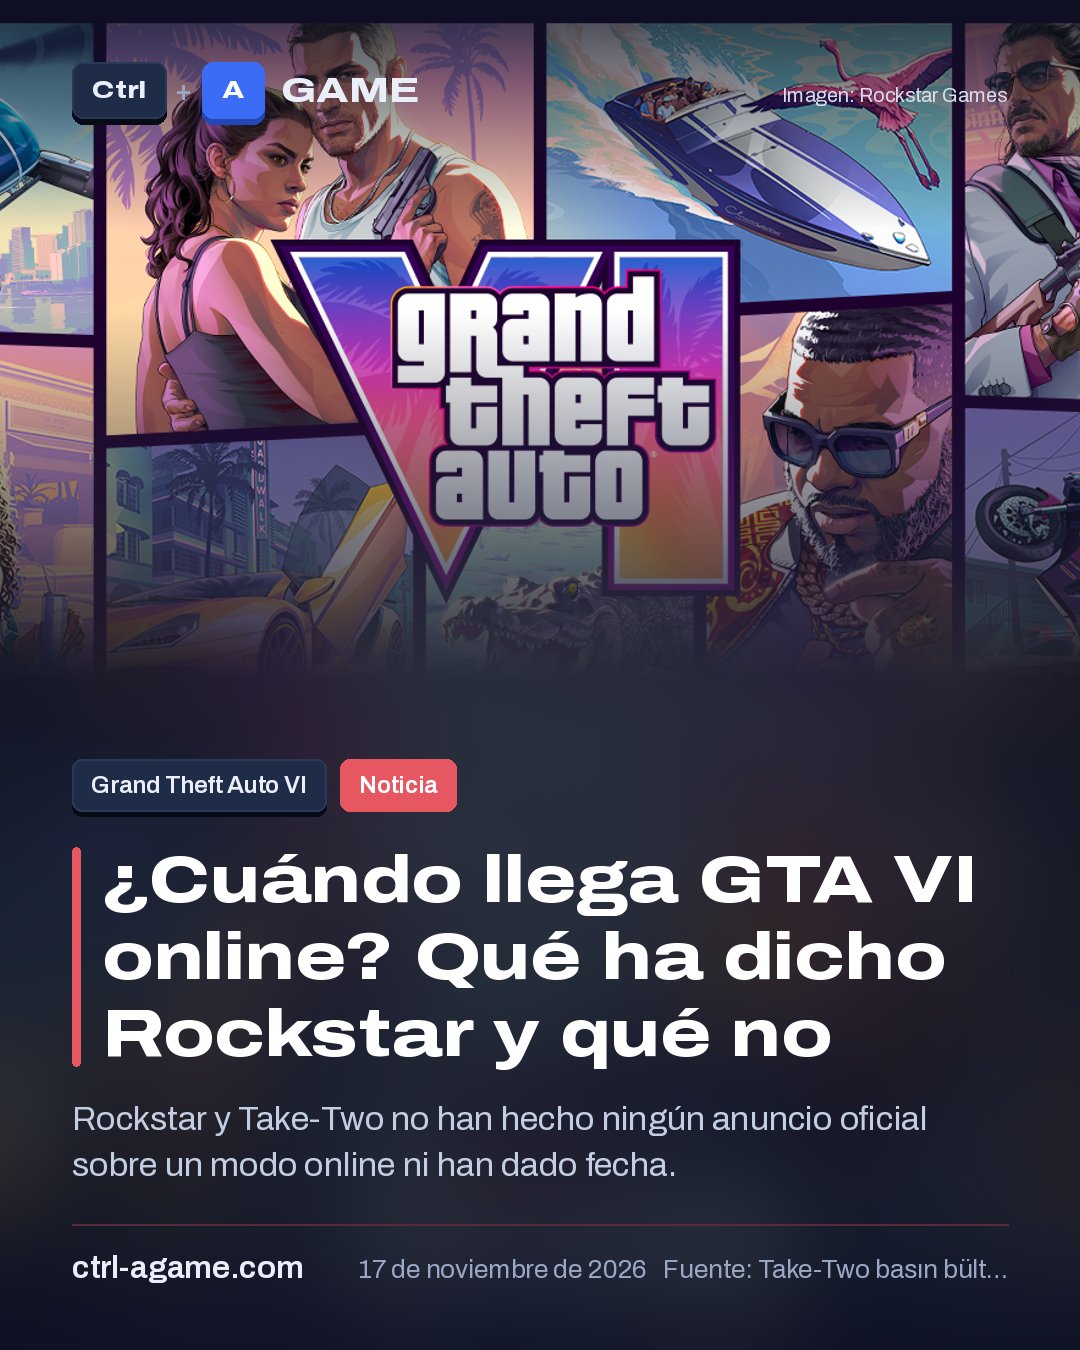 Ctrl + A GAME
Imagen: Rockstar Games
grand
theft
auto
VI
Grand Theft Auto VI
Noticia
¿Cuándo llega GTA VI
online? Qué ha dicho
Rockstar y qué no
Rockstar y Take-Two no han hecho ningún anuncio oficial
sobre un modo online ni han dado fecha.
ctrl-agame.com
17 de noviembre de 2026 Fuente: Take-Two basın bült...